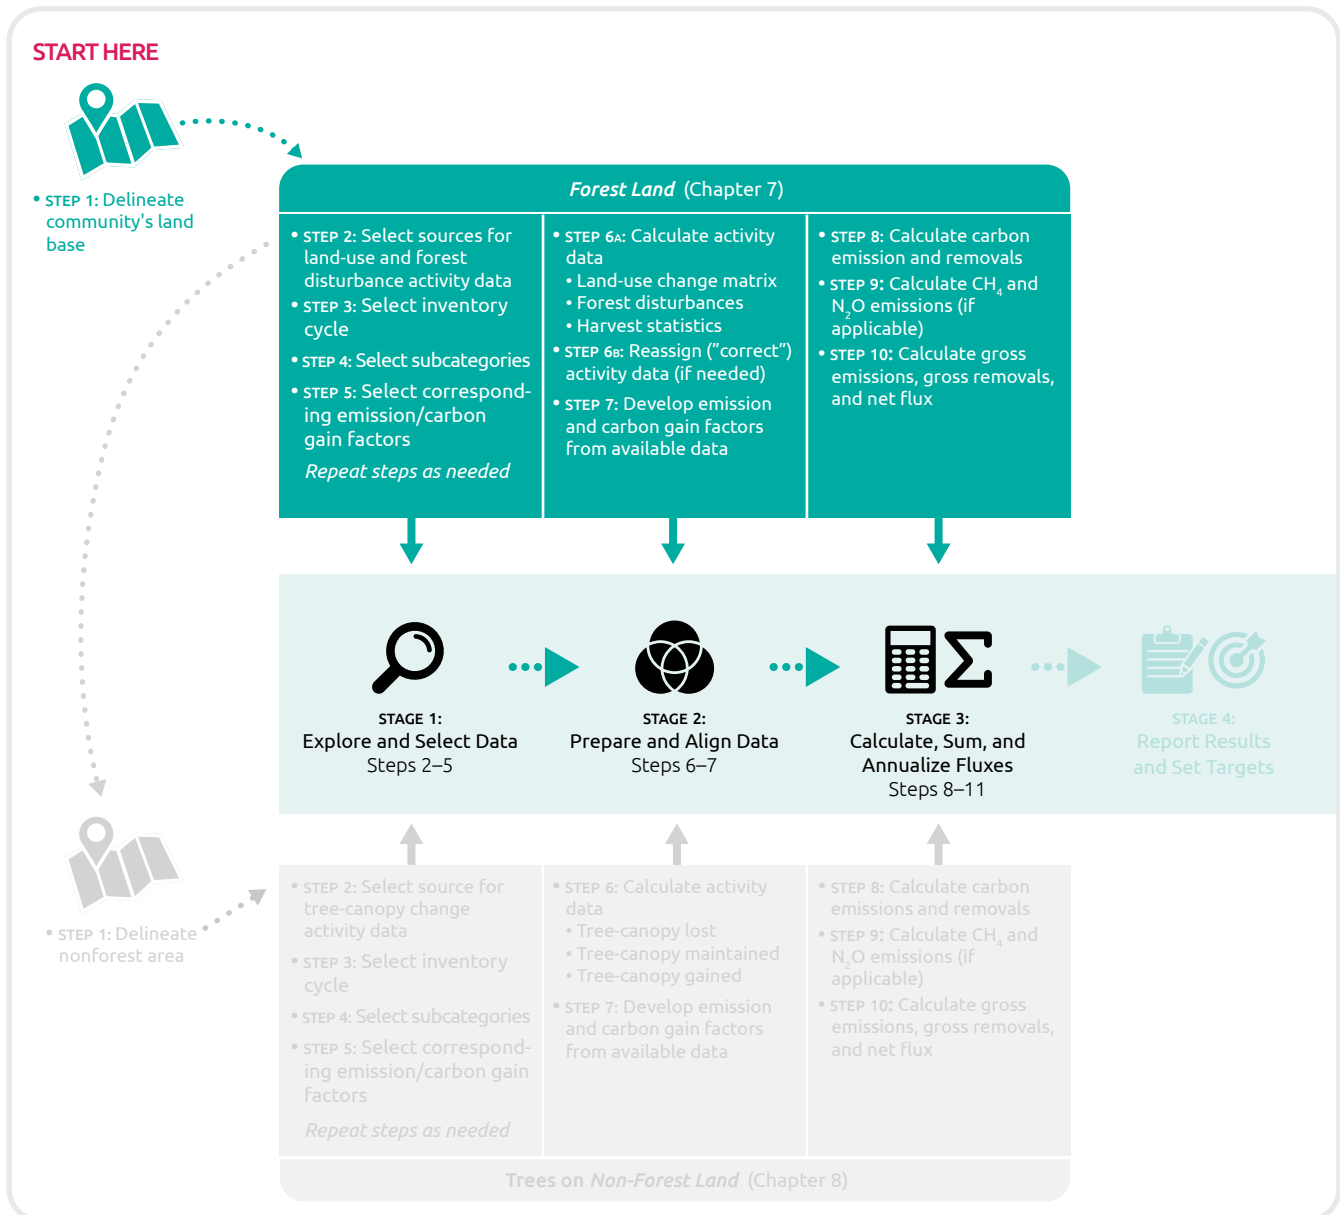 START HERE
• STEP 1: Delineate
community's land
base
Forest Land (Chapter 7)
• STEP 2: Select sources for
land-use and forest
disturbance activity data
• STEP 3: Select inventory
cycle
• STEP 4: Select subcategories
• STEP 5: Select correspond-
ing emission/carbon
gain factors
Repeat steps as needed
• STEP 6A: Calculate activity
data
• Land-use change matrix
• Forest disturbances
• Harvest statistics
• STEP 6B: Reassign ("correct")
activity data (if needed)
• STEP 7: Develop emission
and carbon gain factors
from available data
• STEP 8: Calculate carbon
emission and removals
• STEP 9: Calculate CH4 and
N2O emissions (if
applicable)
• STEP 10: Calculate gross
emissions, gross removals,
and net flux
STAGE 1:
Explore and Select Data
Steps 2–5
STAGE 2:
Prepare and Align Data
Steps 6–7
STAGE 3:
Calculate, Sum, and
Annualize Fluxes
Steps 8–11
STAGE 4:
Report Results
and Set Targets
• STEP 1: Delineate
nonforest area
• STEP 2: Select source for
tree-canopy change
activity data
• STEP 3: Select inventory
cycle
• STEP 4: Select subcategories
• STEP 5: Select correspond-
ing emission/carbon gain
factors
Repeat steps as needed
• STEP 6: Calculate activity
data
• Tree-canopy lost
• Tree-canopy maintained
• Tree-canopy gained
• STEP 7: Develop emission
and carbon gain factors
from available data
• STEP 8: Calculate carbon
emissions and removals
• STEP 9: Calculate CH4 and
N2O emissions (if
applicable)
• STEP 10: Calculate gross
emissions, gross removals,
and net flux
Trees on Non-Forest Land (Chapter 8)